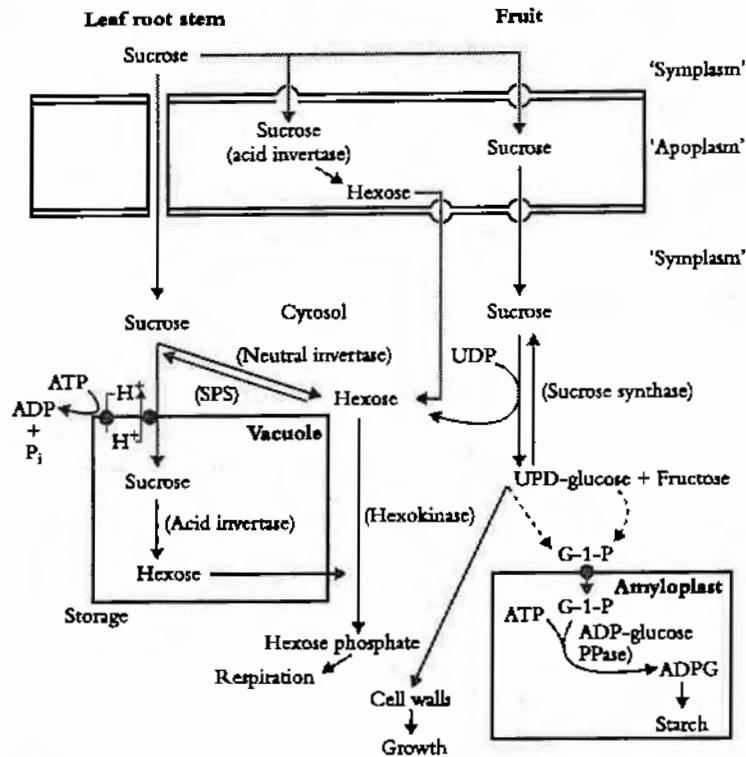 Leaf root stem
Fruit
Sucrose
'Symplasm'
Sucrose
(acid invertase)
Sucrose
'Apoplasm'
Hexose
'Symplasm'
Sucrose
Cytosol
Sucrose
(Neutral invertase)
UDP
ATP
H+
(SPS)
Hexose
(Sucrose synthase)
ADP
+
Pi
H+
Vacuole
Sucrose
UPD-glucose + Fructose
(Acid invertase)
(Hexokinase)
G-1-P
Hexose
Amyloplast
Storage
G-1-P
ATP
ADP-glucose
PPase)
Hexose phosphate
ADPG
Respiration
Cell walls
Starch
Growth